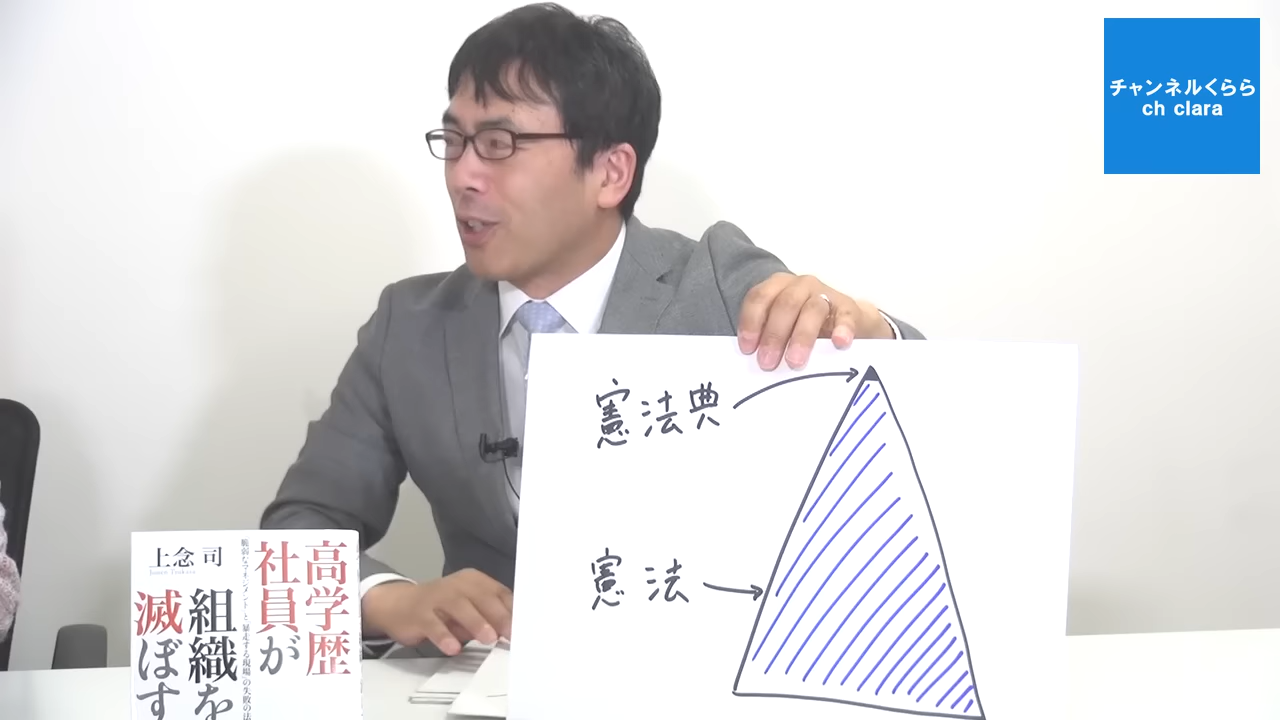 チャンネルくらら
ch clara
憲法典
憲法
上念 司
高学歴
社員が
組織を
滅ぼす